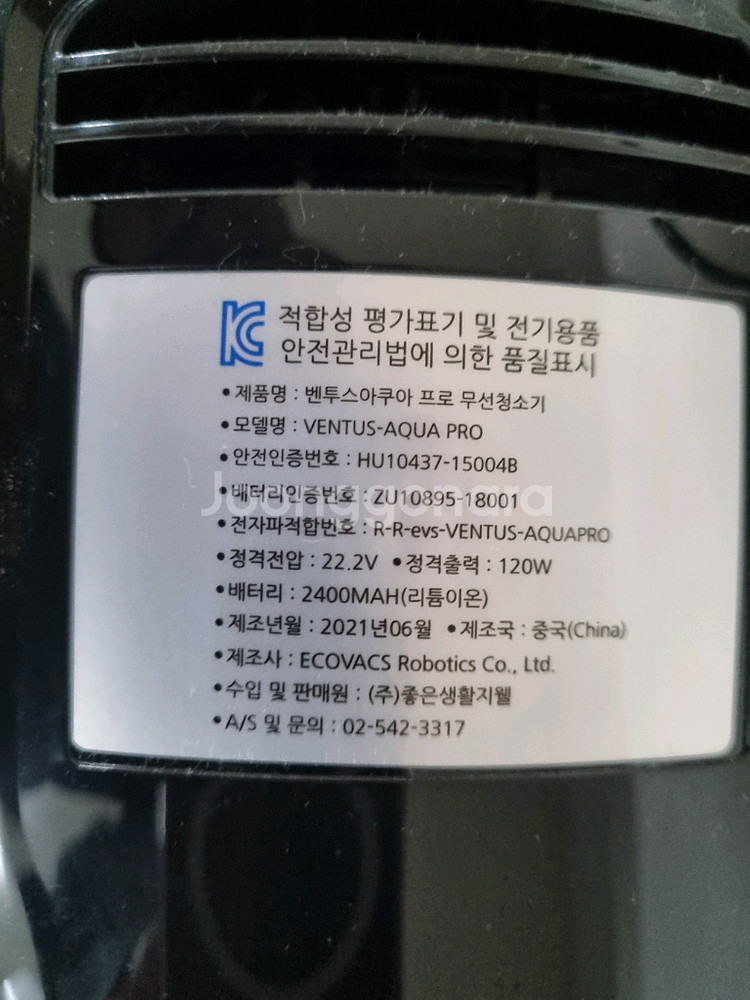 KC 적합성 평가표기 및 전기용품
안전관리법에 의한 품질표시
•제품명 : 벤투스아쿠아 프로 무선청소기
•모델명 : VENTUS-AQUA PRO
•안전인증번호 : HU10437-15004B
•배터리인증번호 : ZU10895-18001
Joonggonara
•전자파적합번호 : R-R-evs-VENTUS-AQUAPRO
•정격전압 : 22.2V •정격출력 : 120W
•배터리 : 2400MAH(리튬이온)
•제조년월 : 2021년06월 •제조국 : 중국(China)
•제조사 : ECOVACS Robotics Co., Ltd.
•수입 및 판매원 : (주)좋은생활지웰
•A/S 및 문의 : 02-542-3317